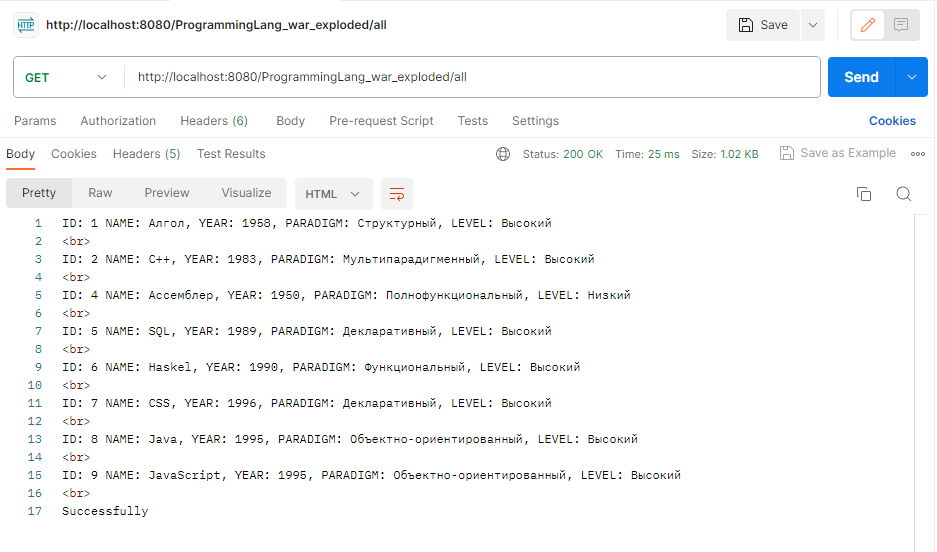 HTTP http://localhost:8080/ProgrammingLang_war_exploded/all Save
GET http://localhost:8080/ProgrammingLang_war_exploded/all Send
Params Authorization Headers (6) Body Pre-request Script Tests Settings Cookies
Body Cookies Headers (5) Test Results Status: 200 OK Time: 25 ms Size: 1.02 KB Save as Example
Pretty Raw Preview Visualize HTML
1 ID: 1 NAME: Алгол, YEAR: 1958, PARADIGM: Структурный, LEVEL: Высокий
2 <br>
3 ID: 2 NAME: C++, YEAR: 1983, PARADIGM: Мультипарадигменный, LEVEL: Высокий
4 <br>
5 ID: 4 NAME: Ассемблер, YEAR: 1950, PARADIGM: Полнофункциональный, LEVEL: Низкий
6 <br>
7 ID: 5 NAME: SQL, YEAR: 1989, PARADIGM: Декларативный, LEVEL: Высокий
8 <br>
9 ID: 6 NAME: Haskel, YEAR: 1990, PARADIGM: Функциональный, LEVEL: Высокий
10 <br>
11 ID: 7 NAME: CSS, YEAR: 1996, PARADIGM: Декларативный, LEVEL: Высокий
12 <br>
13 ID: 8 NAME: Java, YEAR: 1995, PARADIGM: Объектно-ориентированный, LEVEL: Высокий
14 <br>
15 ID: 9 NAME: JavaScript, YEAR: 1995, PARADIGM: Объектно-ориентированный, LEVEL: Высокий
16 <br>
17 Successfully